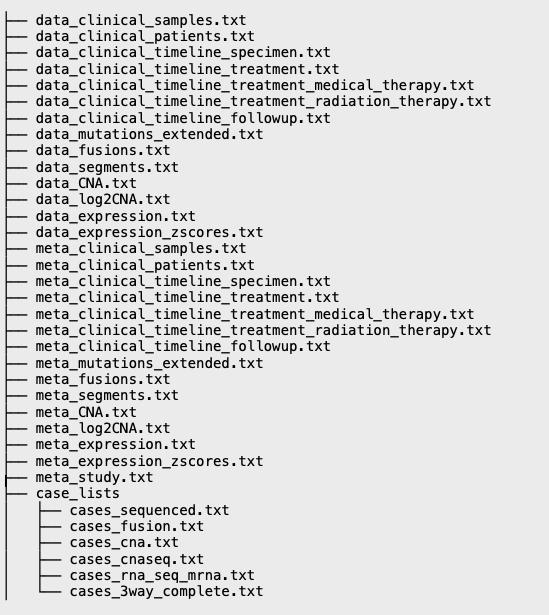 ├── data_clinical_samples.txt
├── data_clinical_patients.txt
├── data_clinical_timeline_specimen.txt
├── data_clinical_timeline_treatment.txt
├── data_clinical_timeline_treatment_medical_therapy.txt
├── data_clinical_timeline_treatment_radiation_therapy.txt
├── data_clinical_timeline_followup.txt
├── data_mutations_extended.txt
├── data_fusions.txt
├── data_segments.txt
├── data_CNA.txt
├── data_log2CNA.txt
├── data_expression.txt
├── data_expression_zscores.txt
├── meta_clinical_samples.txt
├── meta_clinical_patients.txt
├── meta_clinical_timeline_specimen.txt
├── meta_clinical_timeline_treatment.txt
├── meta_clinical_timeline_treatment_medical_therapy.txt
├── meta_clinical_timeline_treatment_radiation_therapy.txt
├── meta_clinical_timeline_followup.txt
├── meta_mutations_extended.txt
├── meta_fusions.txt
├── meta_segments.txt
├── meta_CNA.txt
├── meta_log2CNA.txt
├── meta_expression.txt
├── meta_expression_zscores.txt
├── meta_study.txt
├── case_lists
│   ├── cases_sequenced.txt
│   ├── cases_fusion.txt
│   ├── cases_cna.txt
│   ├── cases_cnaseq.txt
│   ├── cases_rna_seq_mrna.txt
│   └── cases_3way_complete.txt